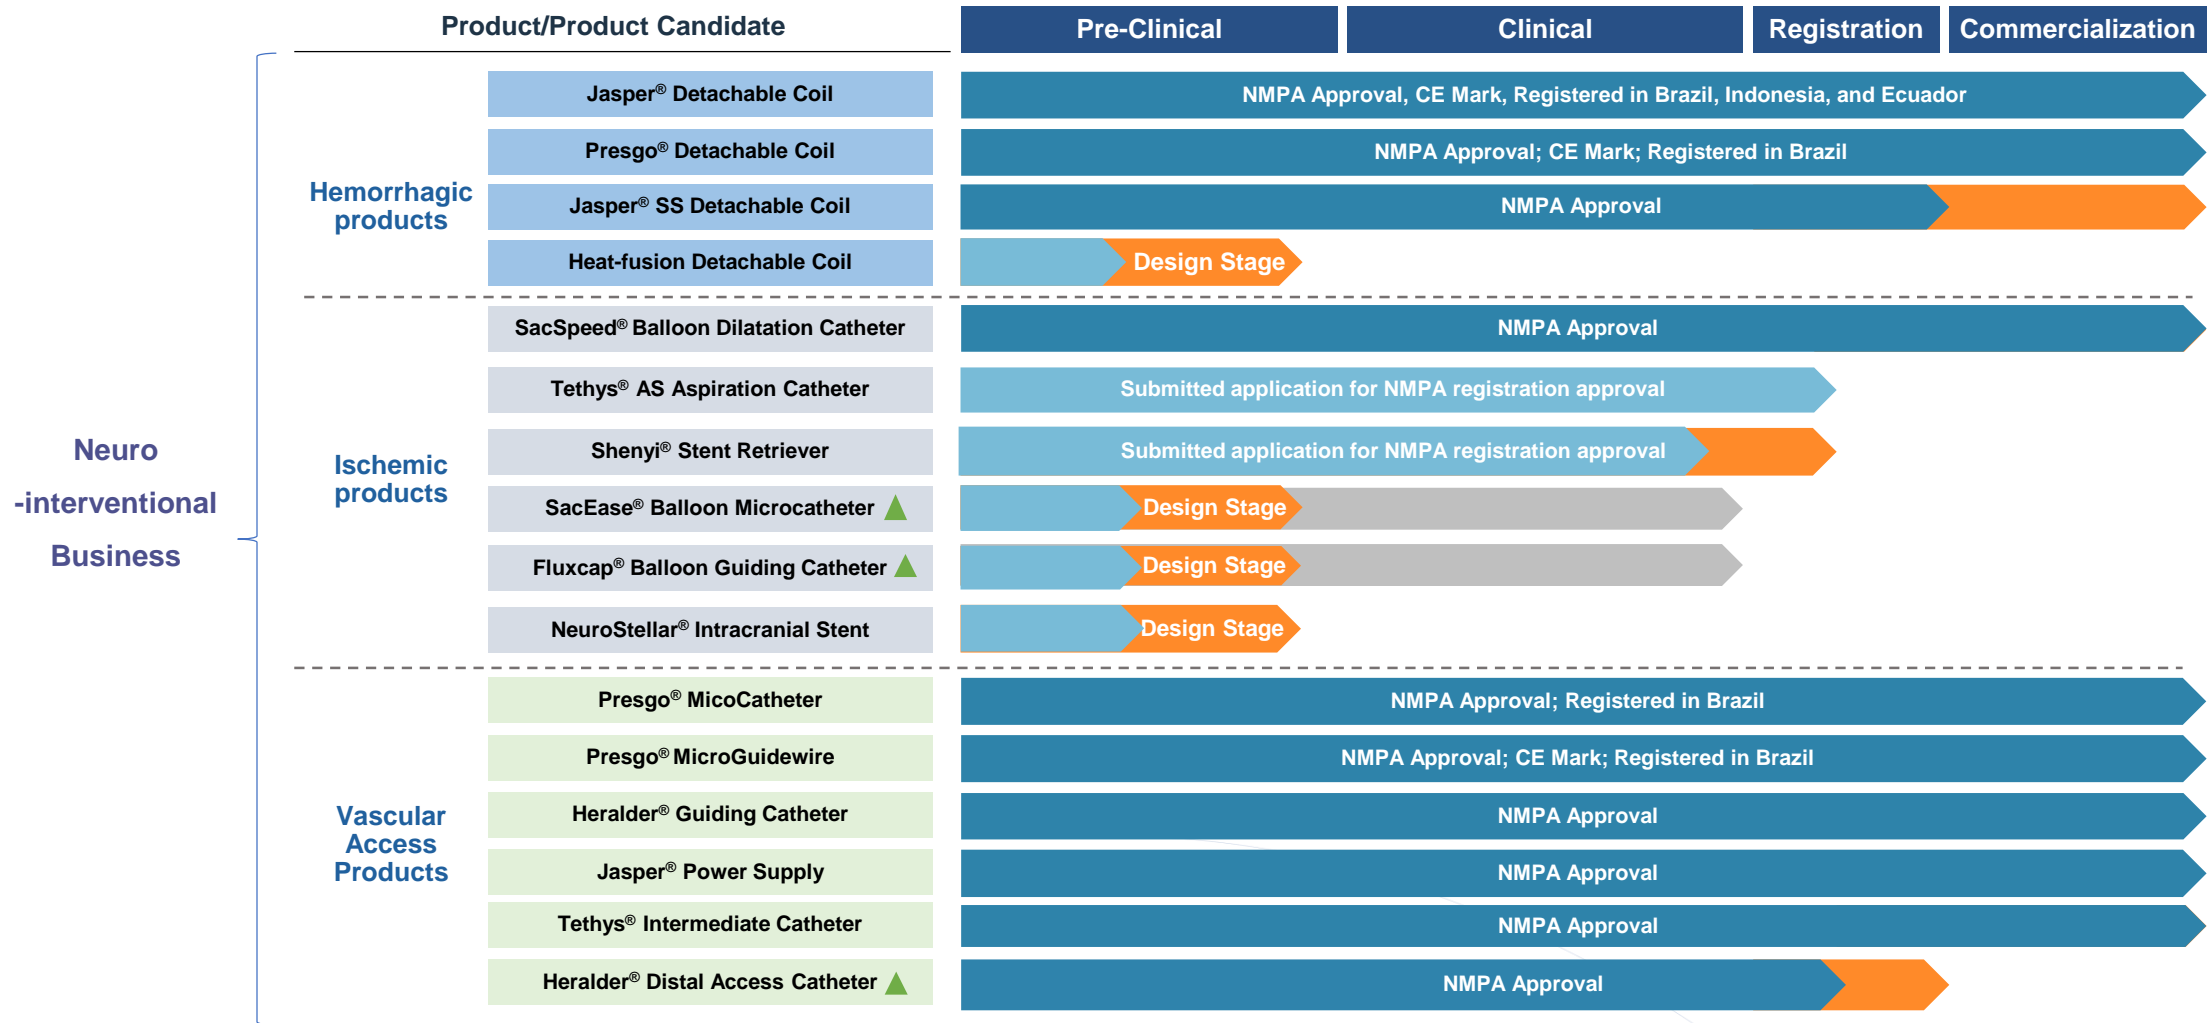 Product/Product Candidate
Pre-Clinical
Clinical
Registration
Commercialization
Neuro
-interventional
Business
Hemorrhagic
products
Jasper® Detachable Coil
NMPA Approval, CE Mark, Registered in Brazil, Indonesia, and Ecuador
Presgo® Detachable Coil
NMPA Approval; CE Mark; Registered in Brazil
Jasper® SS Detachable Coil
NMPA Approval
Heat-fusion Detachable Coil
Design Stage
Ischemic
products
SacSpeed® Balloon Dilatation Catheter
NMPA Approval
Tethys® AS Aspiration Catheter
Submitted application for NMPA registration approval
Shenyi® Stent Retriever
Submitted application for NMPA registration approval
SacEase® Balloon Microcatheter
Design Stage
Fluxcap® Balloon Guiding Catheter
Design Stage
NeuroStellar® Intracranial Stent
Design Stage
Vascular
Access
Products
Presgo® MicoCatheter
NMPA Approval; Registered in Brazil
Presgo® MicroGuidewire
NMPA Approval; CE Mark; Registered in Brazil
Heralder® Guiding Catheter
NMPA Approval
Jasper® Power Supply
NMPA Approval
Tethys® Intermediate Catheter
NMPA Approval
Heralder® Distal Access Catheter
NMPA Approval